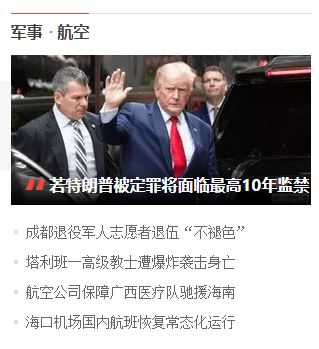 军事 · 航空
若特朗普被定罪将面临最高10年监禁
成都退役军人志愿者退伍“不褪色”
塔利班一高级教士遭爆炸袭击身亡
航空公司保障广西医疗队驰援海南
海口机场国内航班恢复常态化运行